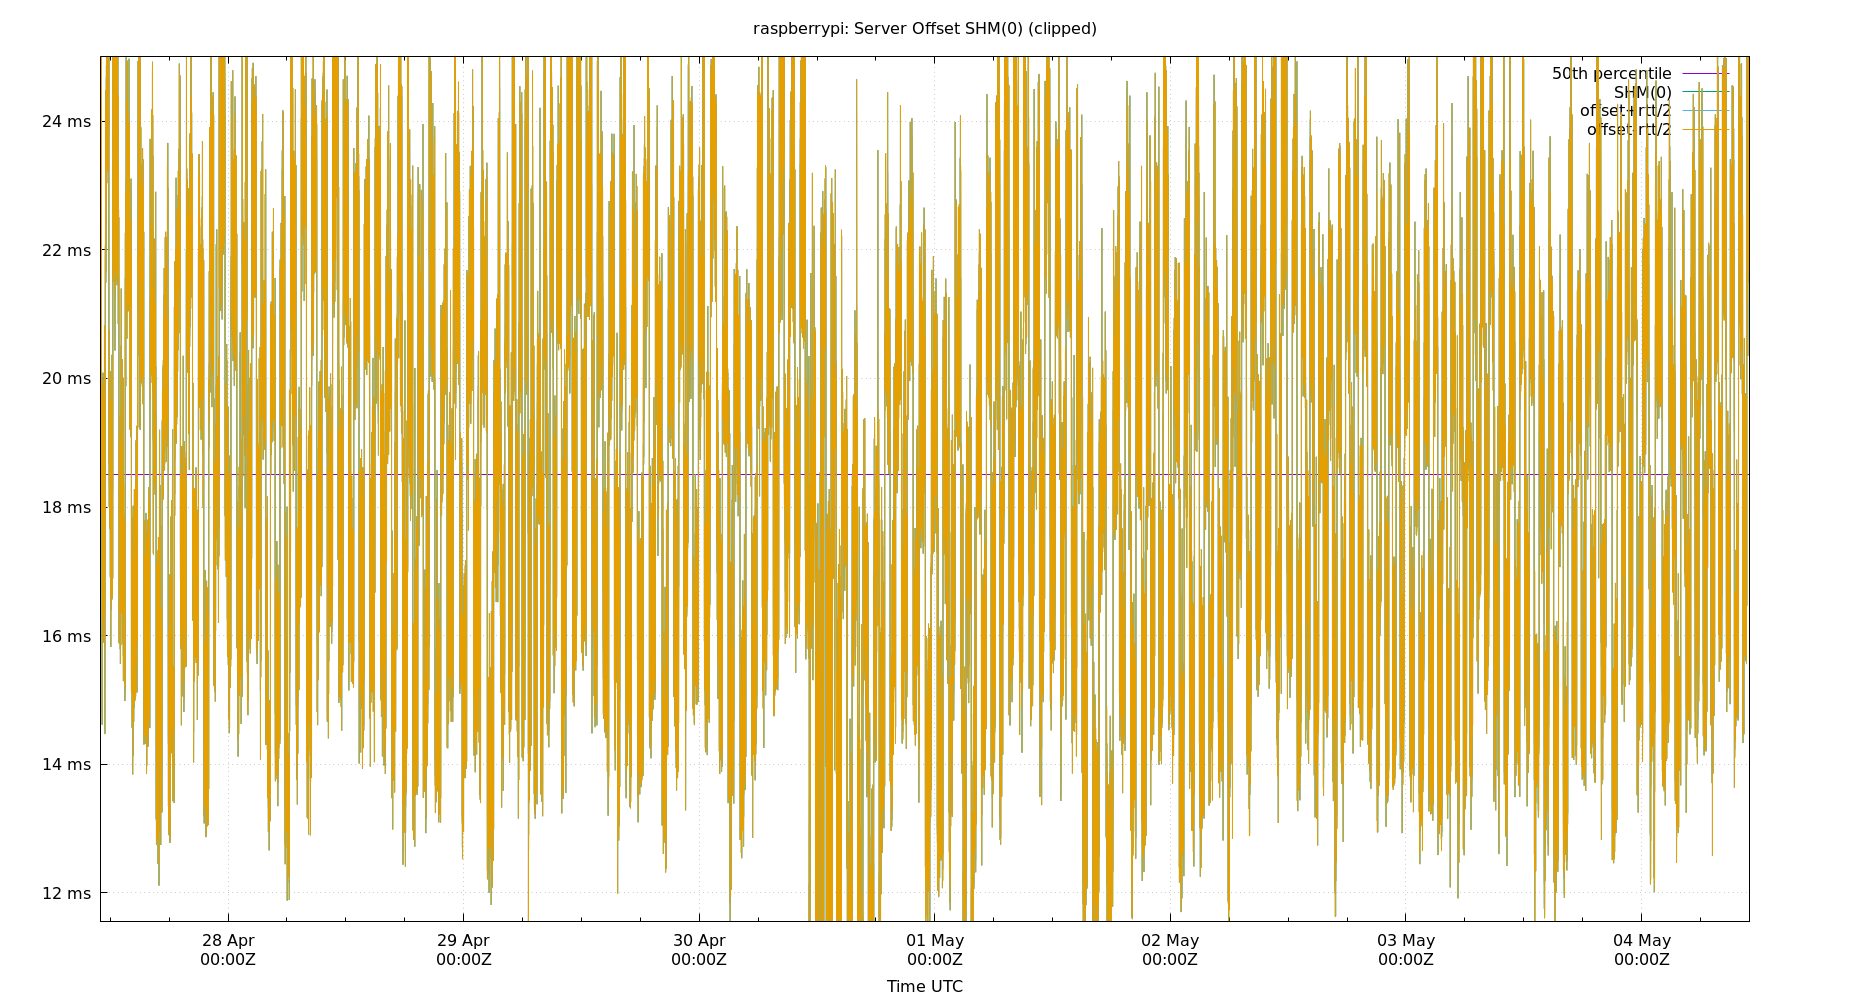 raspberrypi: Server Offset SHM(0) (clipped)
50th percentile
SHM(0)
offset+rtt/2
offset-rtt/2
24 ms
22 ms
20 ms
18 ms
16 ms
14 ms
12 ms
28 Apr 29 Apr 30 Apr 01 May 02 May 03 May 04 May
00:00Z 00:00Z 00:00Z 00:00Z 00:00Z 00:00Z 00:00Z
Time UTC